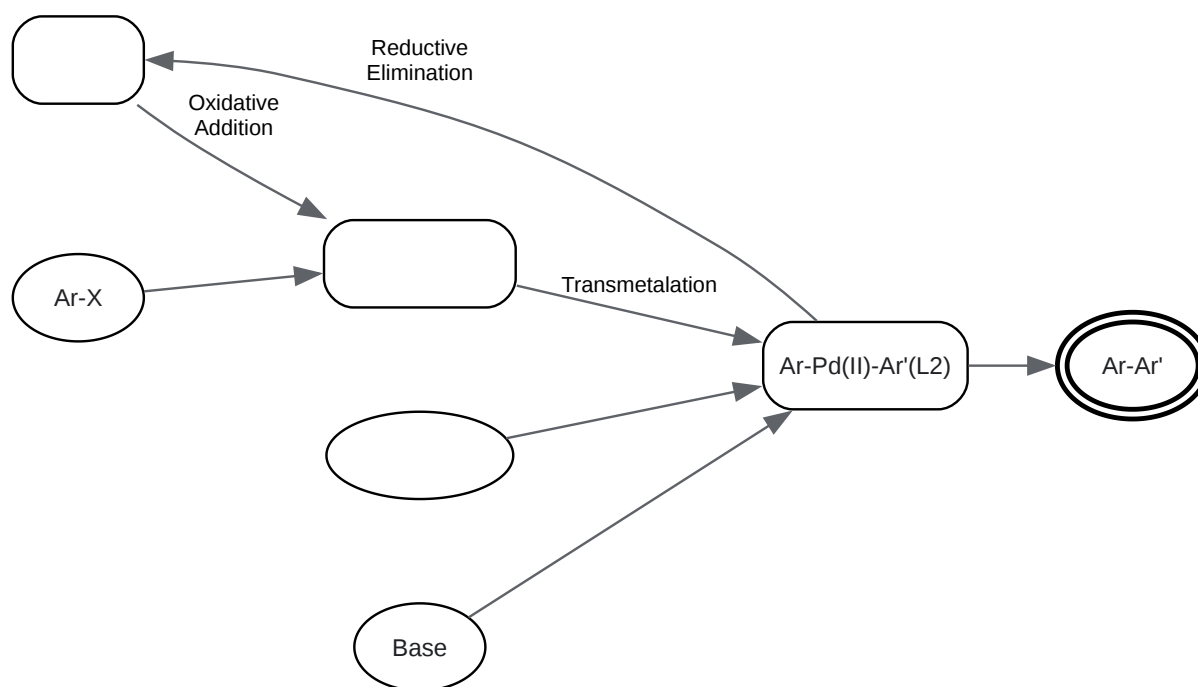 Reductive
Elimination
Oxidative
Addition
Ar-X
Transmetalation
Ar-Pd(II)-Ar'(L2)
Ar-Ar'
Base